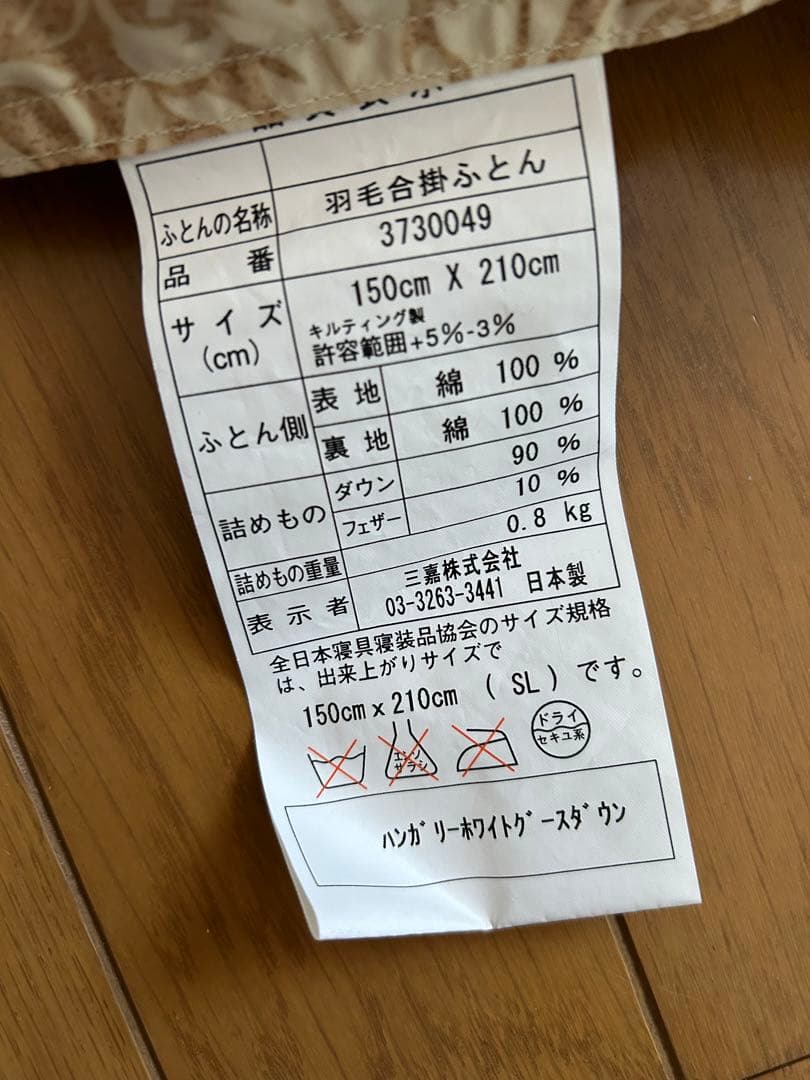 ふとんの名称 羽毛合掛ふとん
品番 3730049
サイズ(cm) 150cm X 210cm
キルティング製
許容範囲+5%-3%
ふとん側 表地 綿 100 %
裏地 綿 100 %
詰めもの ダウン 90 %
フェザー 10 %
詰めもの重量 0.8 kg
表示者 三嘉株式会社
03-3263-3441 日本製
全日本寝具寝装品協会のサイズ規格
は、出来上がりサイズで
150cm x 210cm ( SL ) です。
エンソ
サラシ
ドライ
セキユ系
ﾊﾝｶﾞﾘｰﾎﾜｲﾄｸﾞｰｽﾀﾞｳﾝ